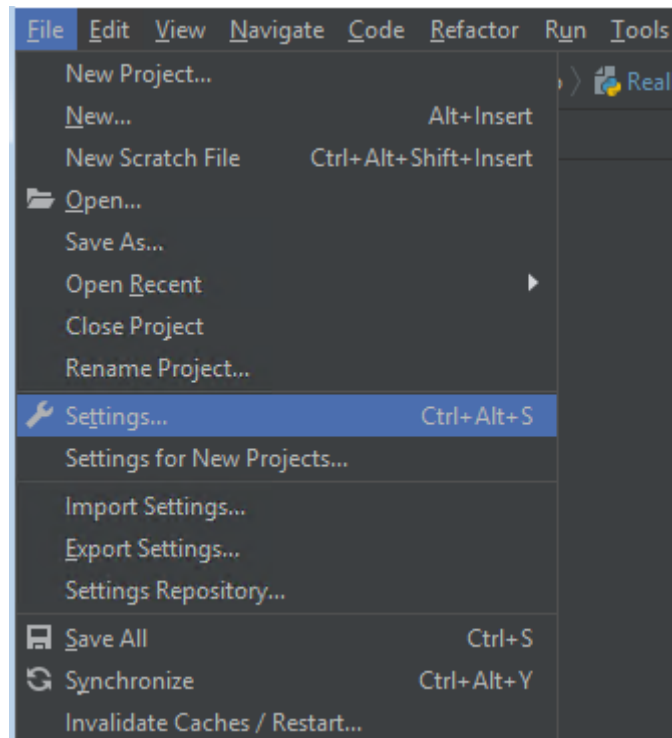 File Edit View Navigate Code Refactor Run Tools
Real
New Project...
New... Alt+Insert
New Scratch File Ctrl+Alt+Shift+Insert
Open...
Save As...
Open Recent
Close Project
Rename Project...
Settings... Ctrl+Alt+S
Settings for New Projects...
Import Settings...
Export Settings...
Settings Repository...
Save All Ctrl+S
Synchronize Ctrl+Alt+Y
Invalidate Caches / Restart...